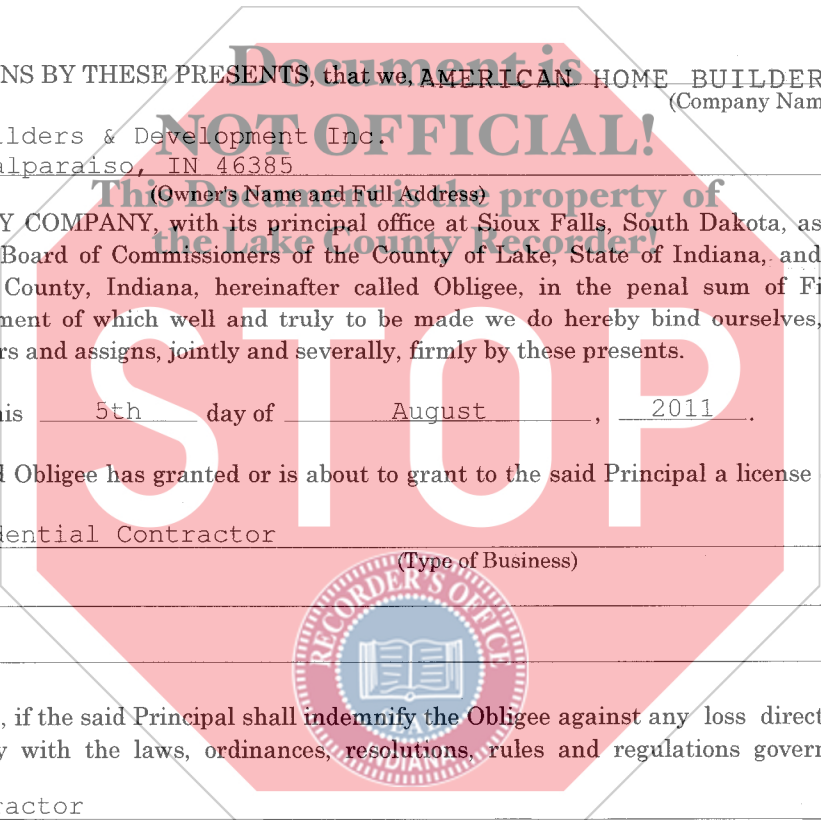 Document is
NS BY THESE PRESENTS, that we, AMERICAN HOME BUILDER
(Company Nam
NOT OFFICIAL!
ilders & Development Inc.
alparaiso, IN 46385
This Document is the property of
(Owner's Name and Full Address)
Y COMPANY, with its principal office at Sioux Falls, South Dakota, as
the Lake County Recorder!
Board of Commissioners of the County of Lake, State of Indiana, and
County, Indiana, hereinafter called Obligee, in the penal sum of Fi
ment of which well and truly to be made we do hereby bind ourselves,
rs and assigns, jointly and severally, firmly by these presents.
STOP
is 5th day of August, 2011.
d Obligee has granted or is about to grant to the said Principal a license
dential Contractor
(Type of Business)
RECORDER'S OFFICE
, if the said Principal shall indemnify the Obligee against any loss direct
INDIANA
y with the laws, ordinances, resolutions, rules and regulations govern
ractor